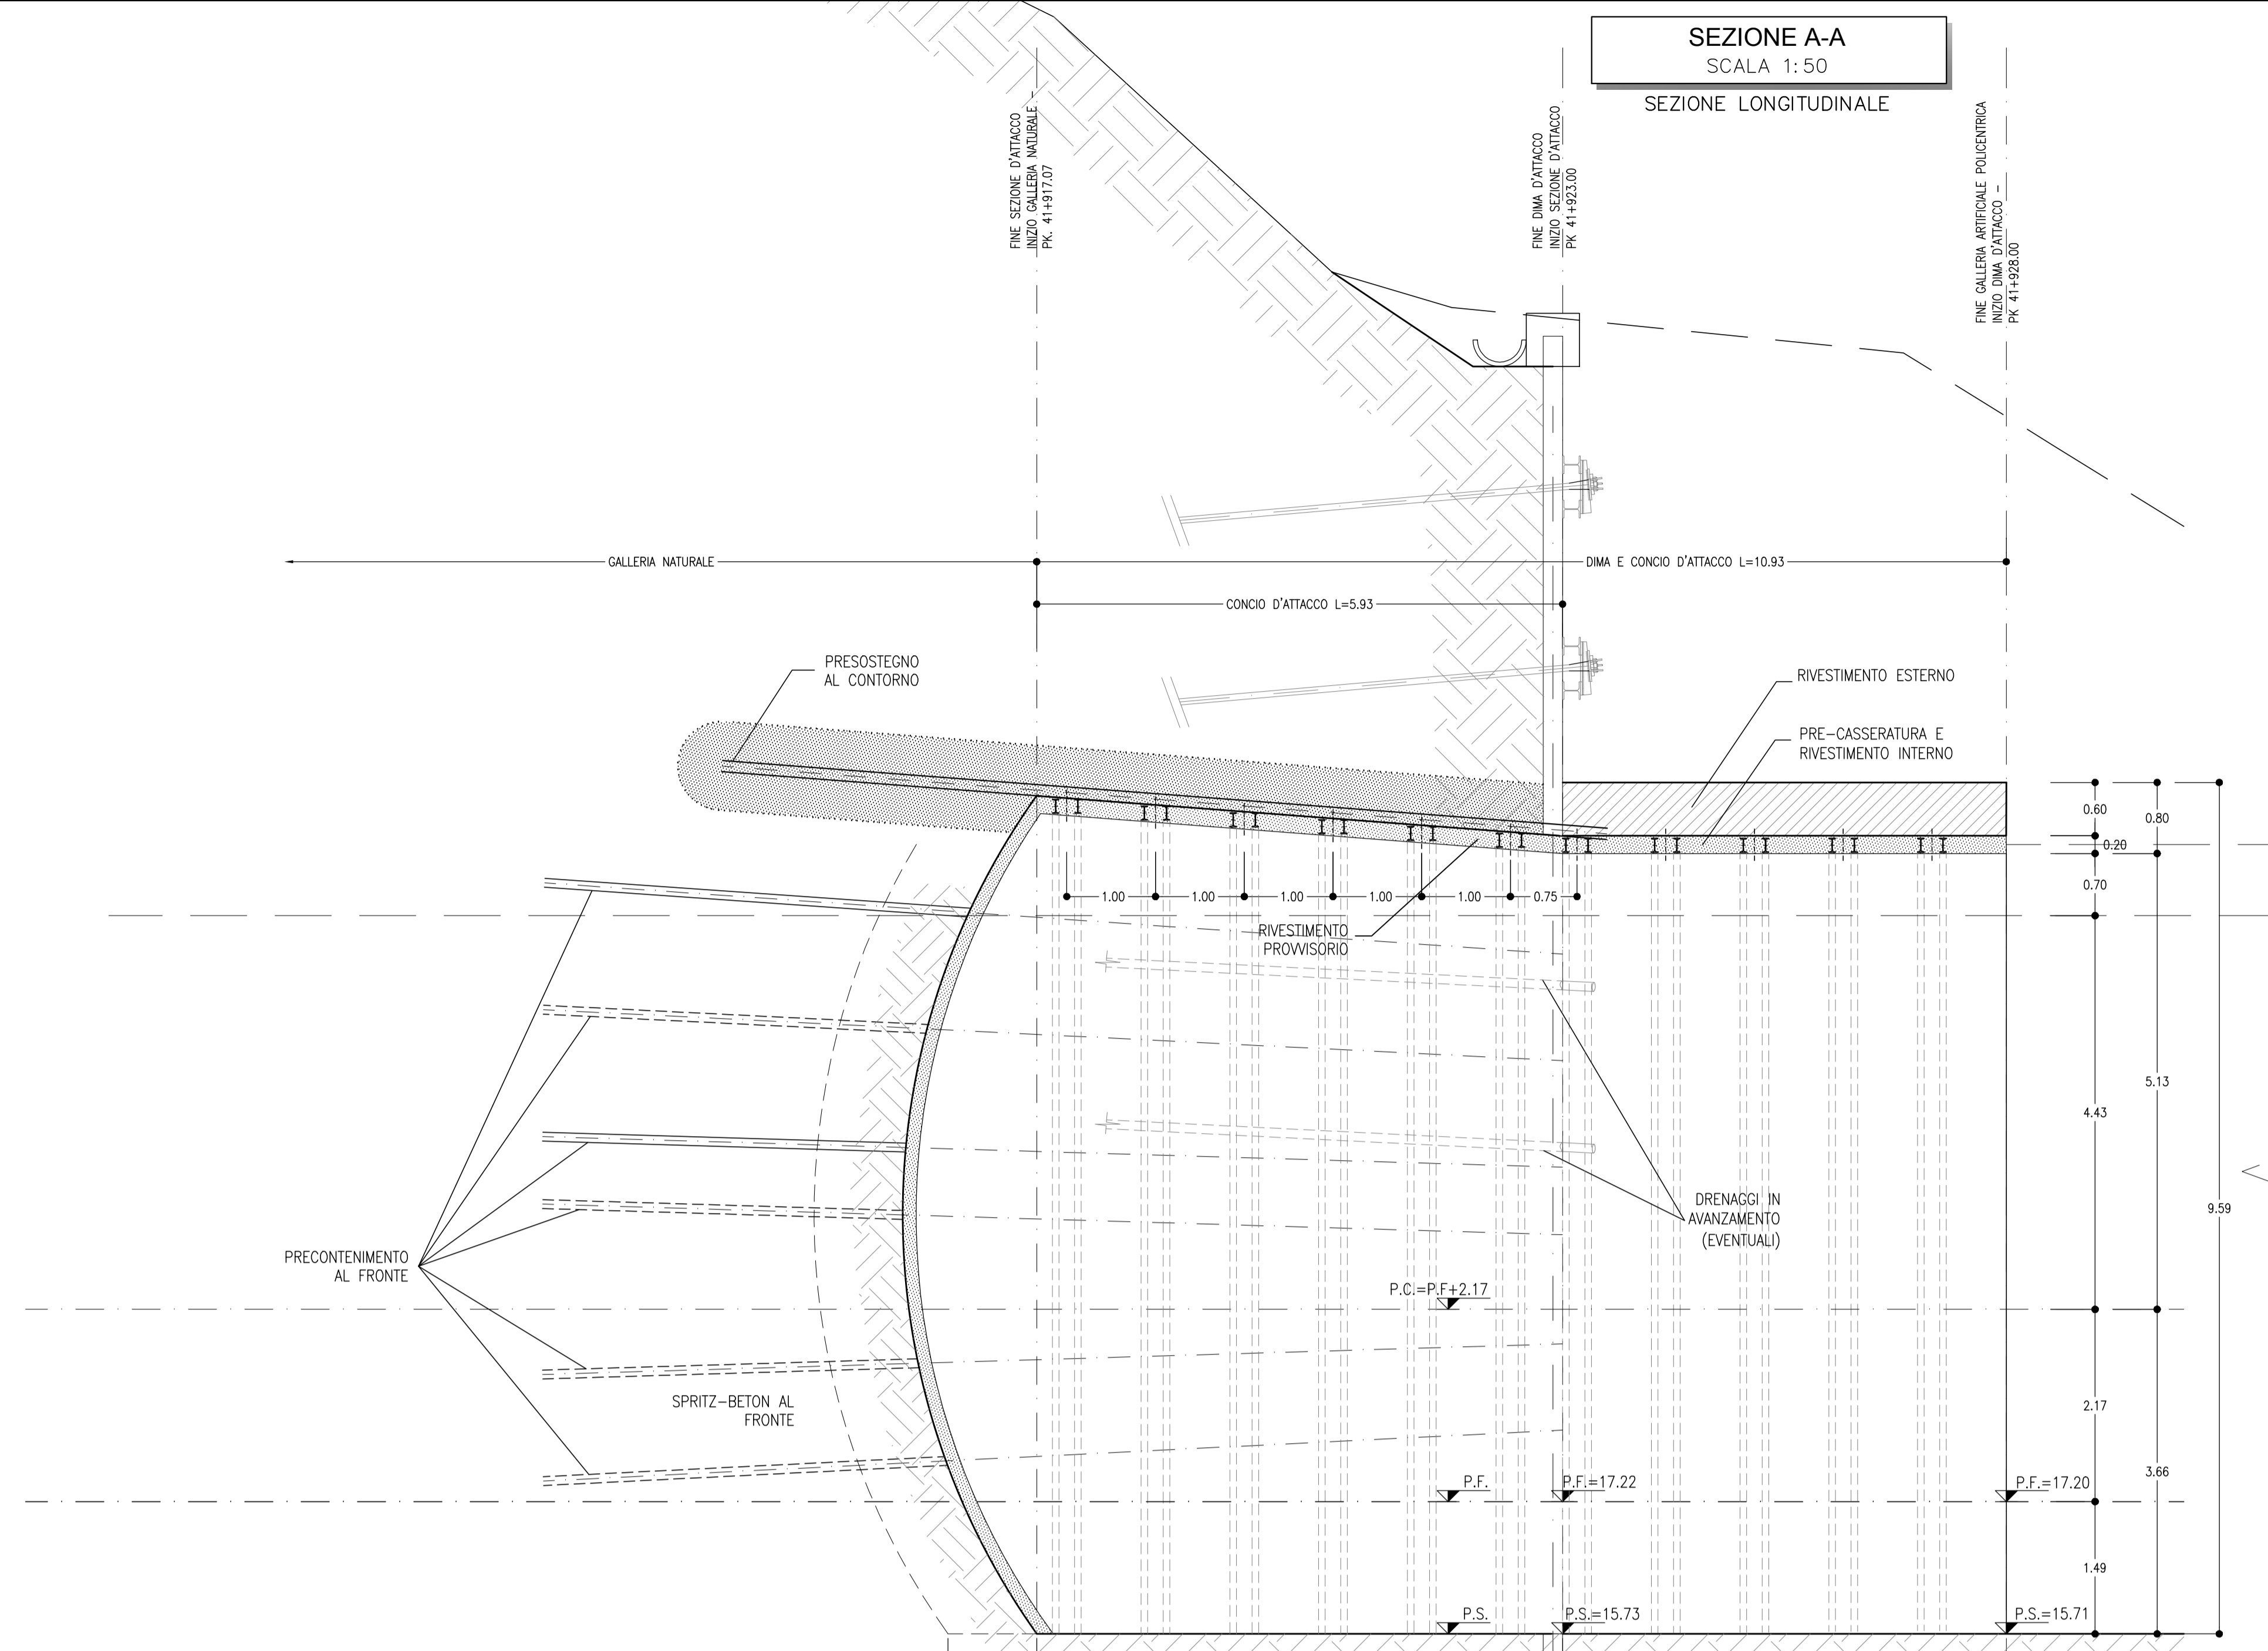 SEZIONE A-A
SCALA 1:50
SEZIONE LONGITUDINALE
FINE SEZIONE D'ATTACCO
INIZIO GALLERIA NATURALE
PK. 41+917.07
FINE DIMA D'ATTACCO
INIZIO SEZIONE D'ATTACCO
PK 41+923.00
FINE GALLERIA ARTIFICIALE POLICENTRICA
INIZIO DIMA D'ATTACCO –
PK 41+928.00
GALLERIA NATURALE
DIMA E CONCIO D'ATTACCO L=10.93
CONCIO D'ATTACCO L=5.93
PRESOSTEGNO
AL CONTORNO
RIVESTIMENTO ESTERNO
PRE-CASSERATURA E
RIVESTIMENTO INTERNO
0.60
0.80
0.20
0.70
1.00
1.00
1.00
1.00
1.00
0.75
RIVESTIMENTO
PROVVISORIO
5.13
4.43
DRENAGGI IN
AVANZAMENTO
(EVENTUALI)
9.59
PRECONTENIMENTO
AL FRONTE
P.C.=P.F+2.17
SPRITZ-BETON AL
FRONTE
2.17
3.66
P.F.
P.F.=17.22
P.F.=17.20
1.49
P.S.
P.S.=15.73
P.S.=15.71